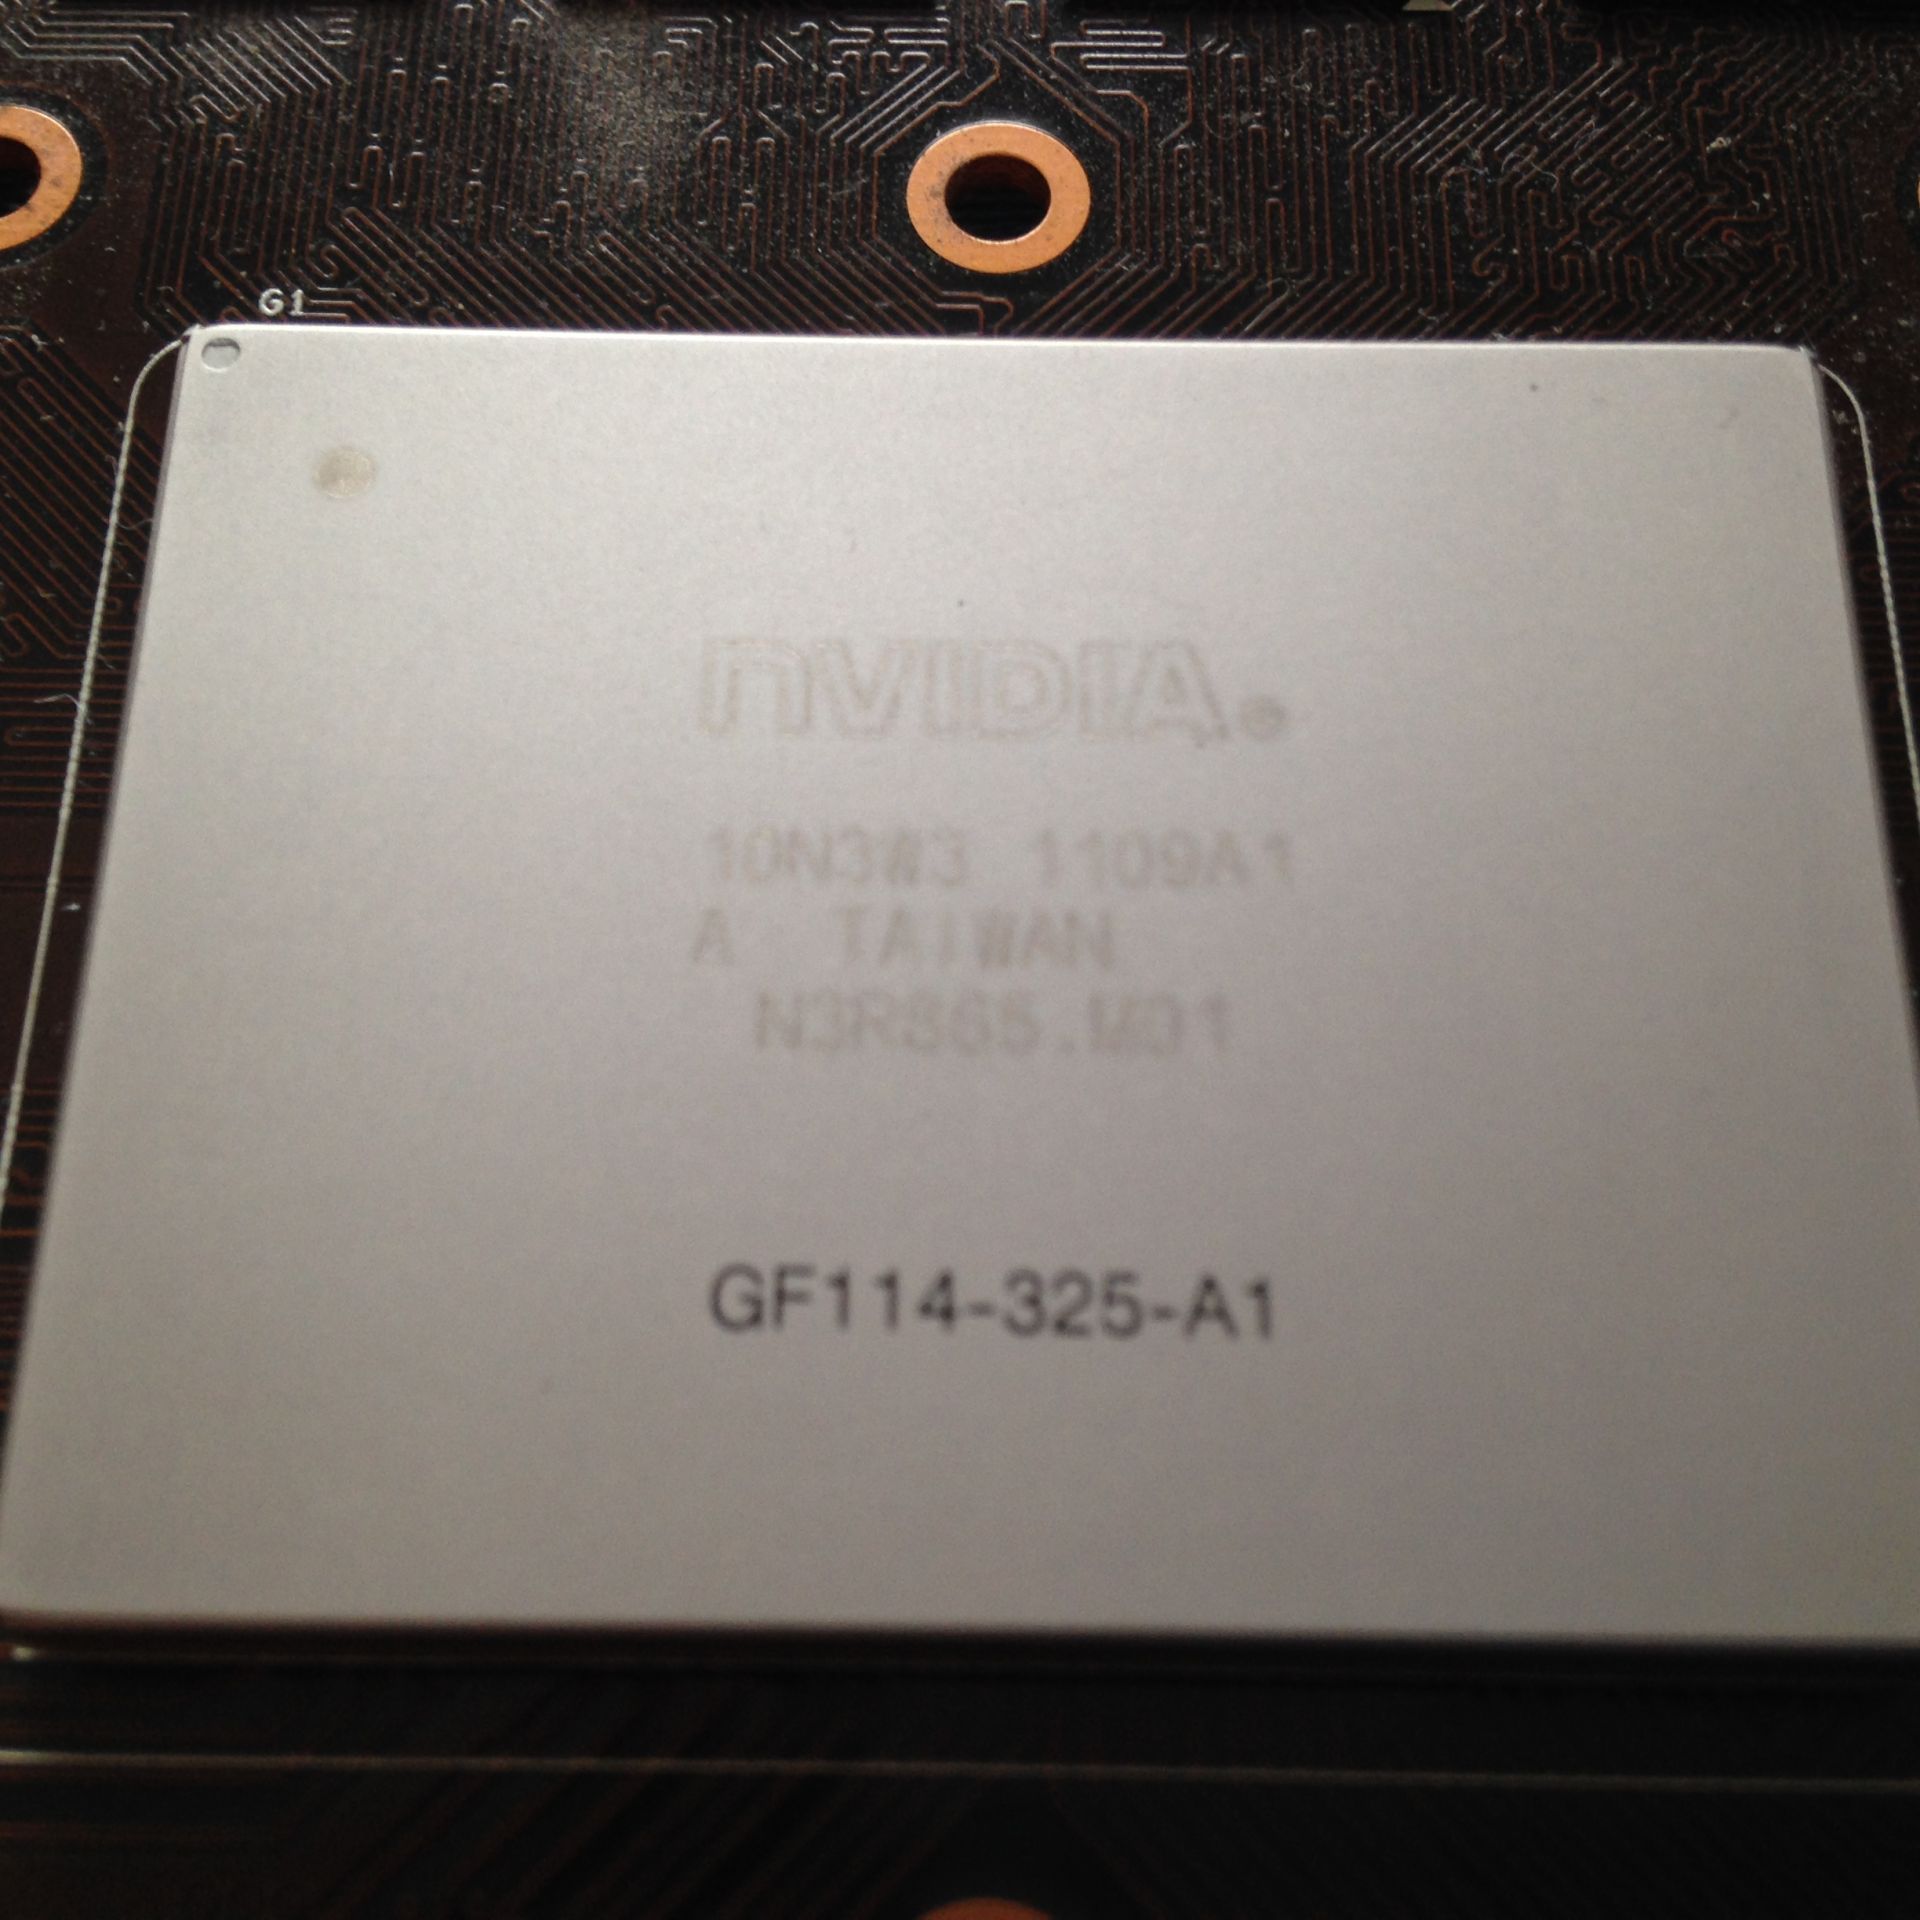 G1
NVIDIA®
10N3W3 1109A1
A TAIWAN
GF114-325-A1